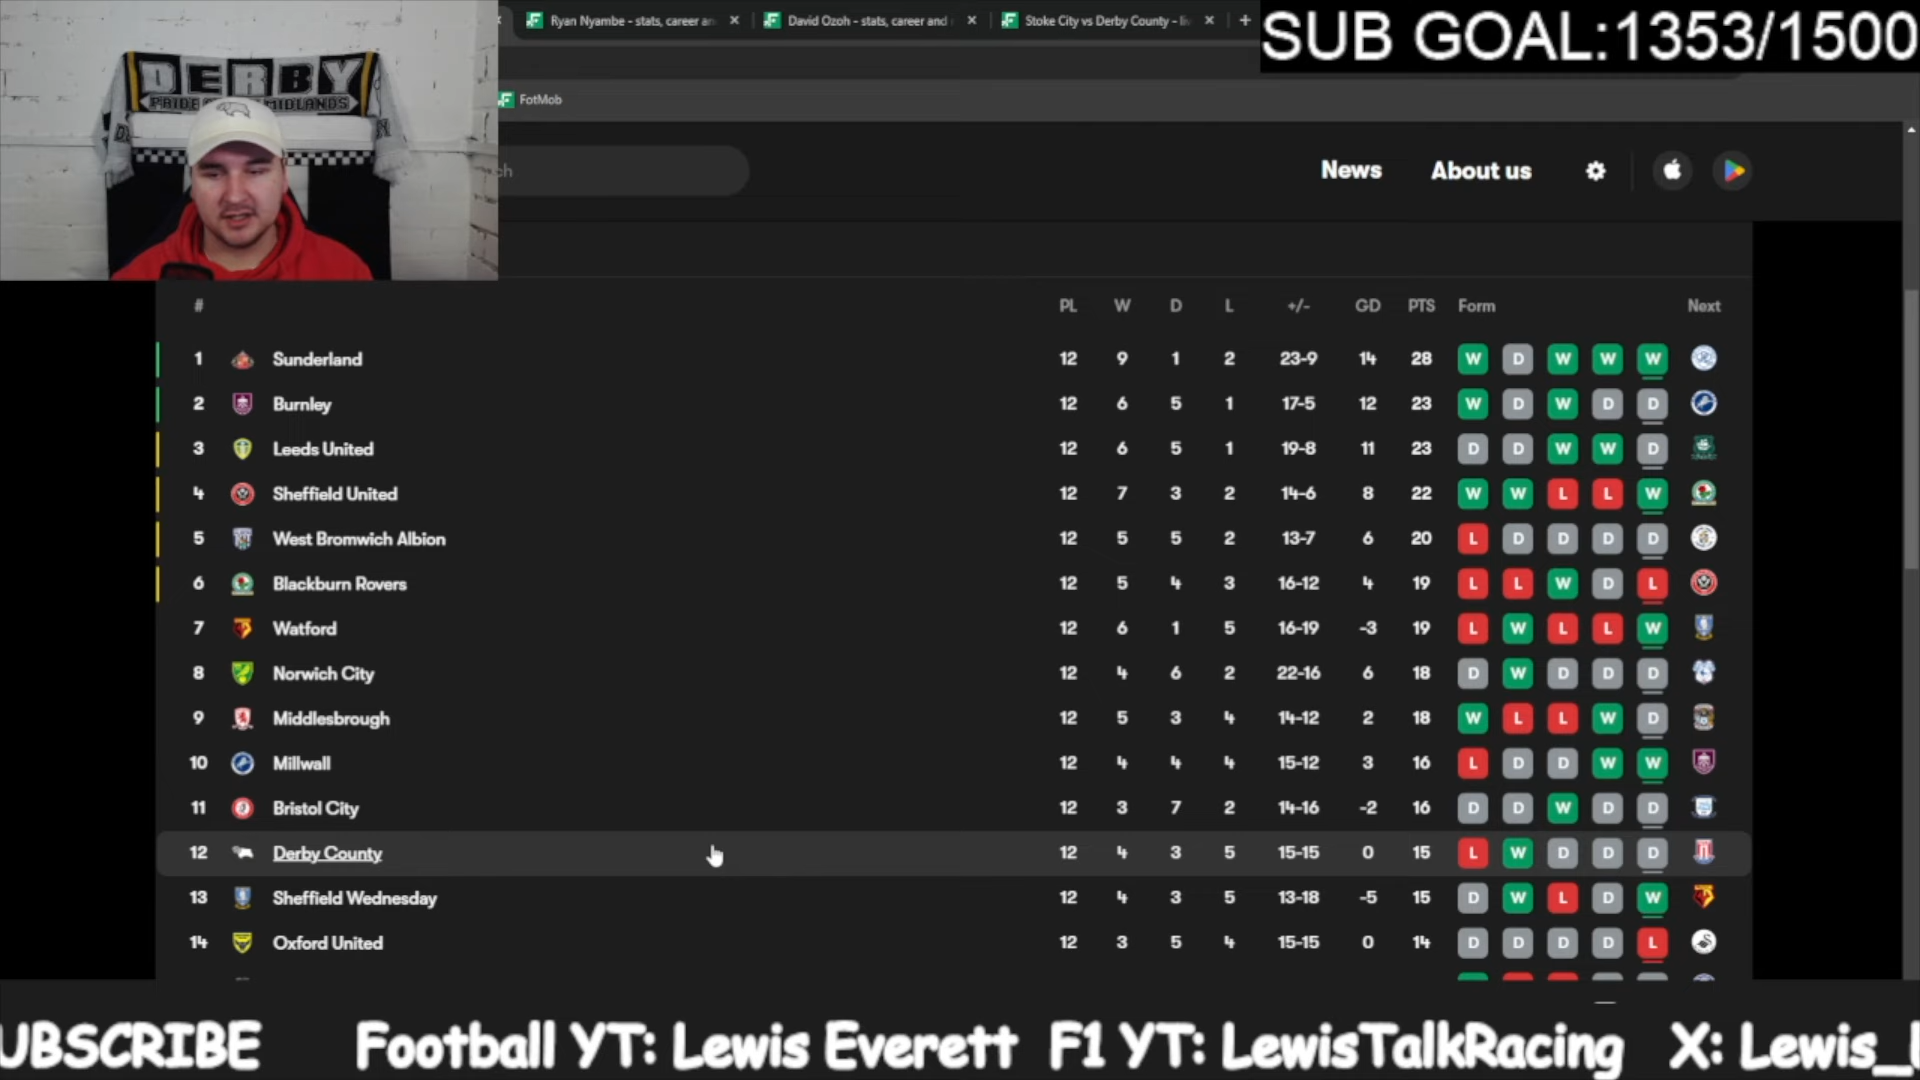 Ryan Nyambe - stats, career an
David Ozoh - stats, career and
Stoke City vs Derby County - li
SUB GOAL:1353/1500
DERBY
PRIDE MIDLANDS
FotMob
ch
News About us
# PL W D L +/- GD PTS Form Next
1 Sunderland 12 9 1 2 23-9 14 28 W D W W W
2 Burnley 12 6 5 1 17-5 12 23 W D W D D
3 Leeds United 12 6 5 1 19-8 11 23 D D W W D
4 Sheffield United 12 7 3 2 14-6 8 22 W W L L W
5 West Bromwich Albion 12 5 5 2 13-7 6 20 L D D D D
6 Blackburn Rovers 12 5 4 3 16-12 4 19 L L W D L
7 Watford 12 6 1 5 16-19 -3 19 L W L L W
8 Norwich City 12 4 6 2 22-16 6 18 D W D D D
9 Middlesbrough 12 5 3 4 14-12 2 18 W L L W D
10 Millwall 12 4 4 4 15-12 3 16 L D D W W
11 Bristol City 12 3 7 2 14-16 -2 16 D D W D D
12 Derby County 12 4 3 5 15-15 0 15 L W D D D
13 Sheffield Wednesday 12 4 3 5 13-18 -5 15 D W L D W
14 Oxford United 12 3 5 4 15-15 0 14 D D D D L
UBSCRIBE Football YT: Lewis Everett F1 YT: LewisTalkRacing X: Lewis_